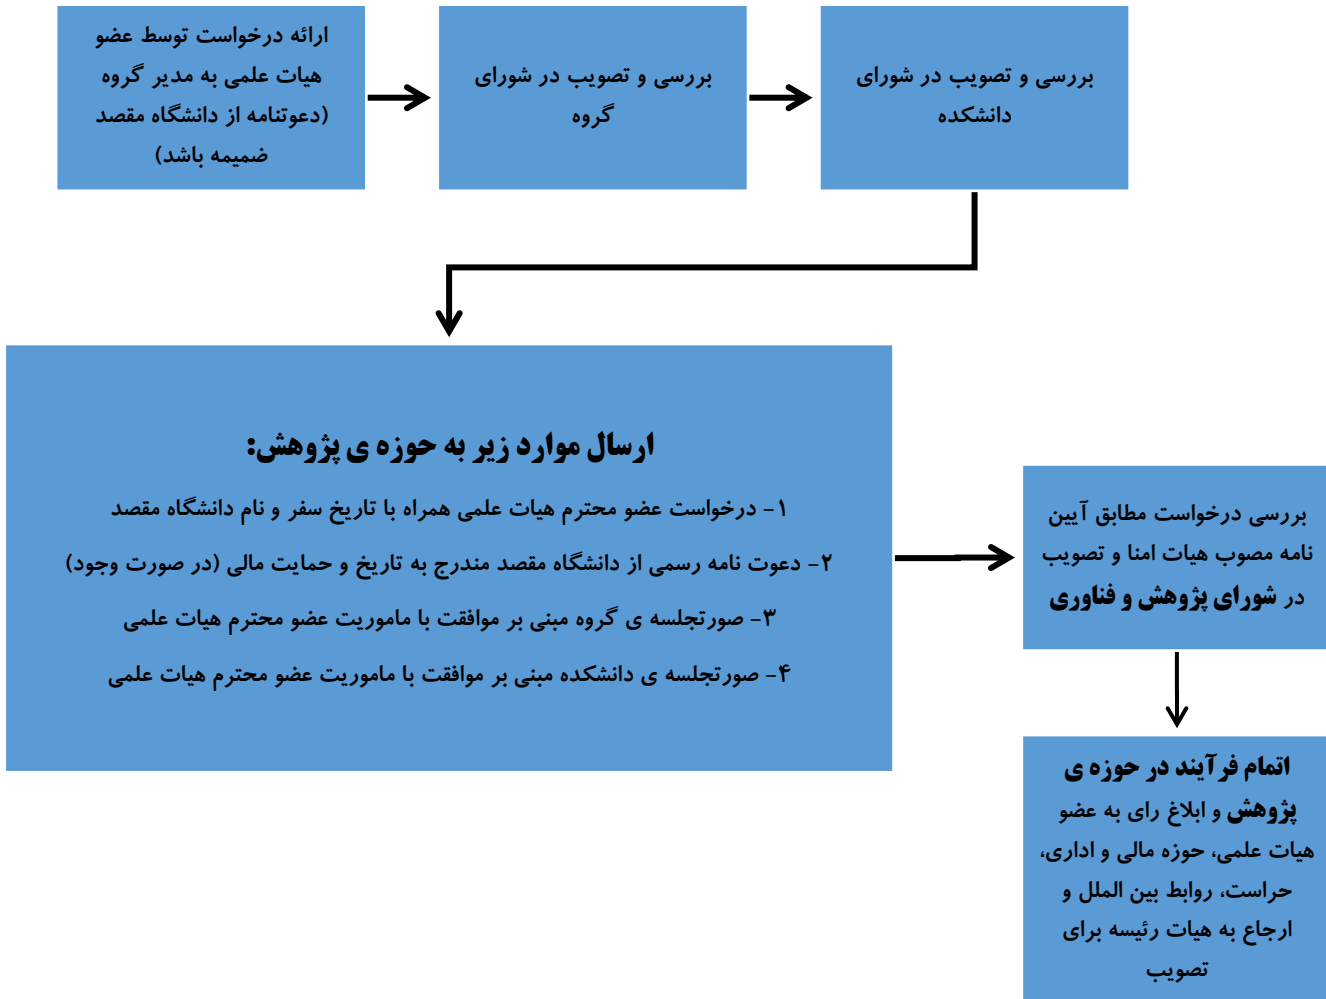 ارائه درخواست توسط عضو
هیات علمی به مدیر گروه
(دعوتنامه از دانشگاه مقصد
ضمیمه باشد)
بررسی و تصویب در شورای
گروه
بررسی و تصویب در شورای
دانشکده
ارسال موارد زیر به حوزه ی پژوهش:
۱- درخواست عضو محترم هیات علمی همراه با تاریخ سفر و نام دانشگاه مقصد
۲- دعوت نامه رسمی از دانشگاه مقصد مندرج به تاریخ و حمایت مالی (در صورت وجود)
۳- صورتجلسه ی گروه مبنی بر موافقت با ماموریت عضو محترم هیات علمی
۴- صورتجلسه ی دانشکده مبنی بر موافقت با ماموریت عضو محترم هیات علمی
بررسی درخواست مطابق آیین
نامه مصوب هیات امنا و تصویب
در شورای پژوهش و فناوری
اتمام فرآیند در حوزه ی
پژوهش و ابلاغ رای به عضو
هیات علمی، حوزه مالی و اداری،
حراست، روابط بین الملل و
ارجاع به هیات رئیسه برای
تصویب